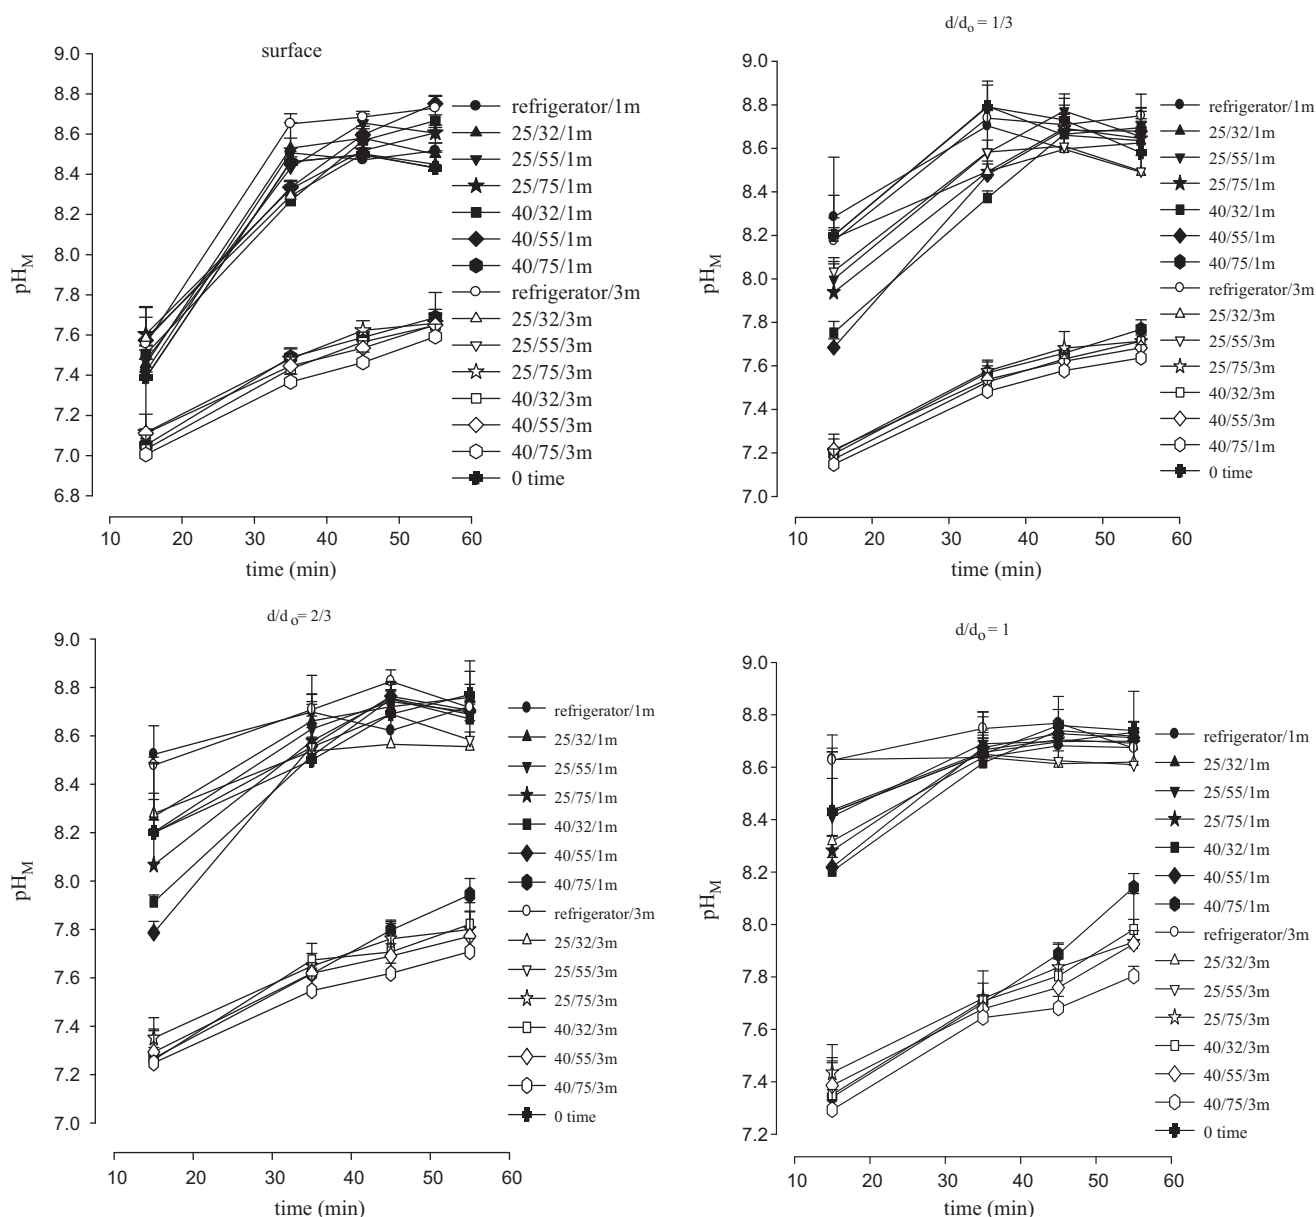 surface
9.0
8.8
8.6
8.4
8.2
8.0
7.8
7.6
7.4
7.2
7.0
6.8
pH_M
10 20 30 40 50 60
time (min)
refrigerator/1m
25/32/1m
25/55/1m
25/75/1m
40/32/1m
40/55/1m
40/75/1m
refrigerator/3m
25/32/3m
25/55/3m
25/75/3m
40/32/3m
40/55/3m
40/75/3m
0 time
d/d_o = 1/3
9.0
8.8
8.6
8.4
8.2
8.0
7.8
7.6
7.4
7.2
7.0
pH_M
10 20 30 40 50 60
time (min)
refrigerator/1m
25/32/1m
25/55/1m
25/75/1m
40/32/1m
40/55/1m
40/75/1m
refrigerator/3m
25/32/3m
25/55/3m
25/75/3m
40/32/3m
40/55/3m
40/75/1m
0 time
d/d_o = 2/3
9.0
8.8
8.6
8.4
8.2
8.0
7.8
7.6
7.4
7.2
7.0
pH_M
10 20 30 40 50 60
time (min)
refrigerator/1m
25/32/1m
25/55/1m
25/75/1m
40/32/1m
40/55/1m
40/75/1m
refrigerator/3m
25/32/3m
25/55/3m
25/75/3m
40/32/3m
40/55/3m
40/75/3m
0 time
d/d_o = 1
9.0
8.8
8.6
8.4
8.2
8.0
7.8
7.6
7.4
7.2
pH_M
10 20 30 40 50 60
time (min)
refrigerator/1m
25/32/1m
25/55/1m
25/75/1m
40/32/1m
40/55/1m
40/75/1m
refrigerator/3m
25/32/3m
25/55/3m
25/75/3m
40/32/3m
40/55/3m
40/75/3m
0 time